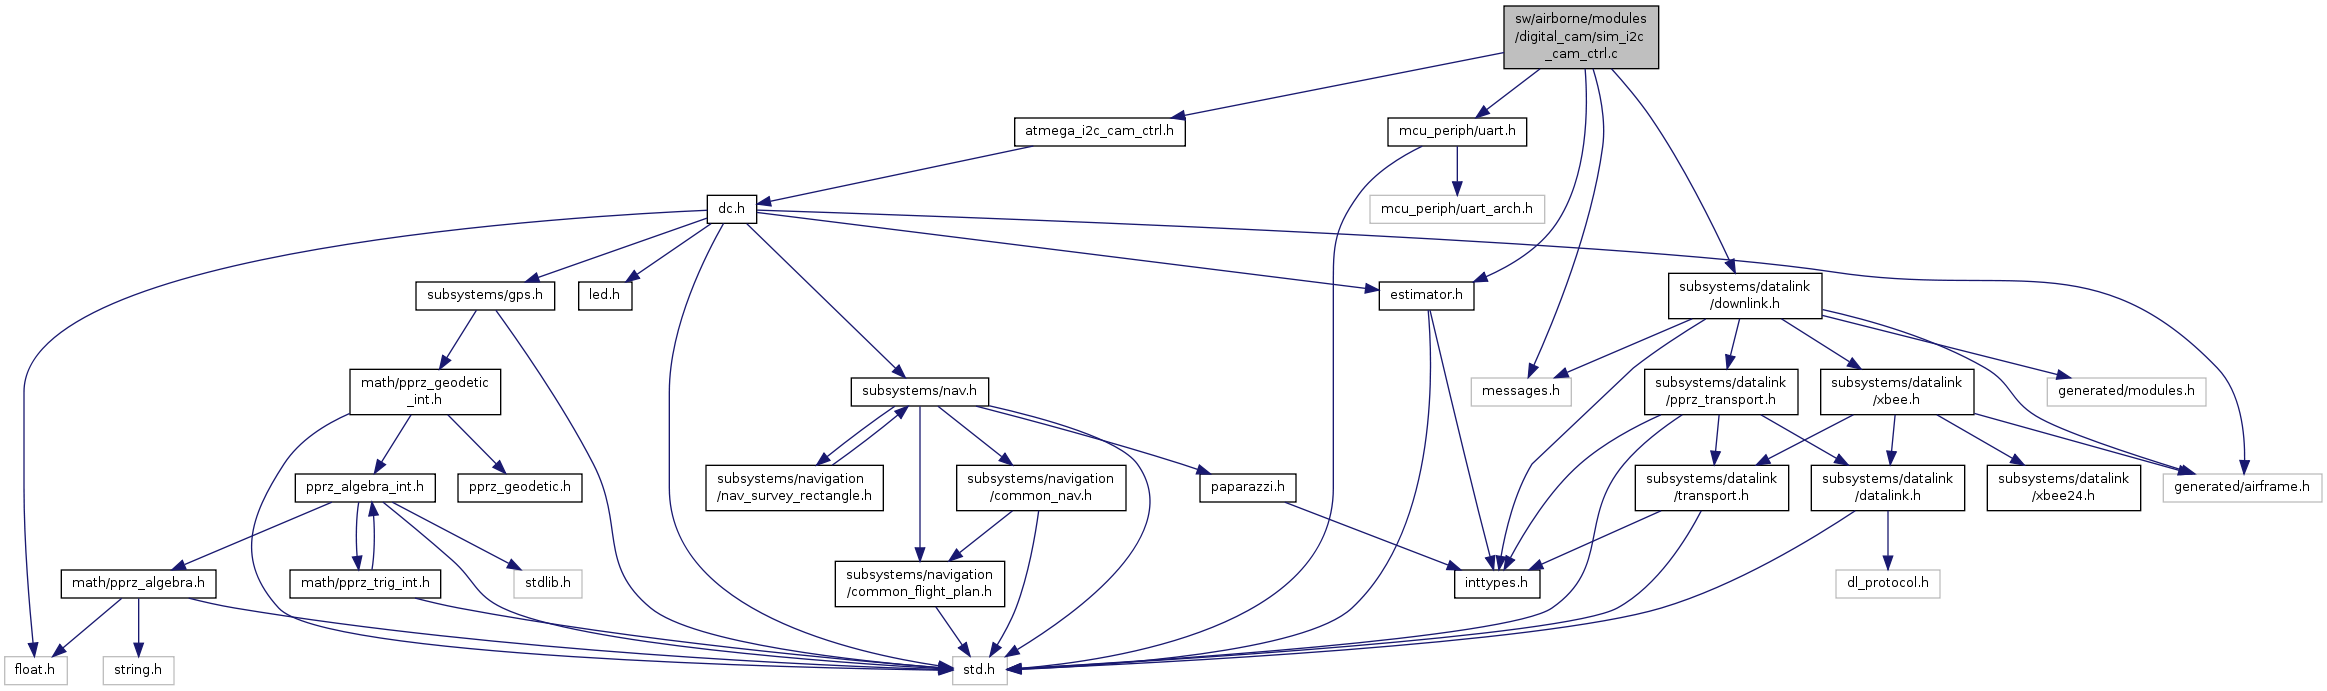 sw/airborne/modules
/digital_cam/sim_i2c
_cam_ctrl.c
atmega_i2c_cam_ctrl.h
mcu_periph/uart.h
dc.h
mcu_periph/uart_arch.h
subsystems/gps.h
led.h
estimator.h
subsystems/datalink
/downlink.h
math/pprz_geodetic
_int.h
subsystems/nav.h
messages.h
subsystems/datalink
/pprz_transport.h
subsystems/datalink
/xbee.h
generated/modules.h
pprz_algebra_int.h
pprz_geodetic.h
subsystems/navigation
/nav_survey_rectangle.h
subsystems/navigation
/common_nav.h
paparazzi.h
subsystems/datalink
/transport.h
subsystems/datalink
/datalink.h
subsystems/datalink
/xbee24.h
generated/airframe.h
math/pprz_algebra.h
math/pprz_trig_int.h
stdlib.h
subsystems/navigation
/common_flight_plan.h
inttypes.h
dl_protocol.h
float.h
string.h
std.h